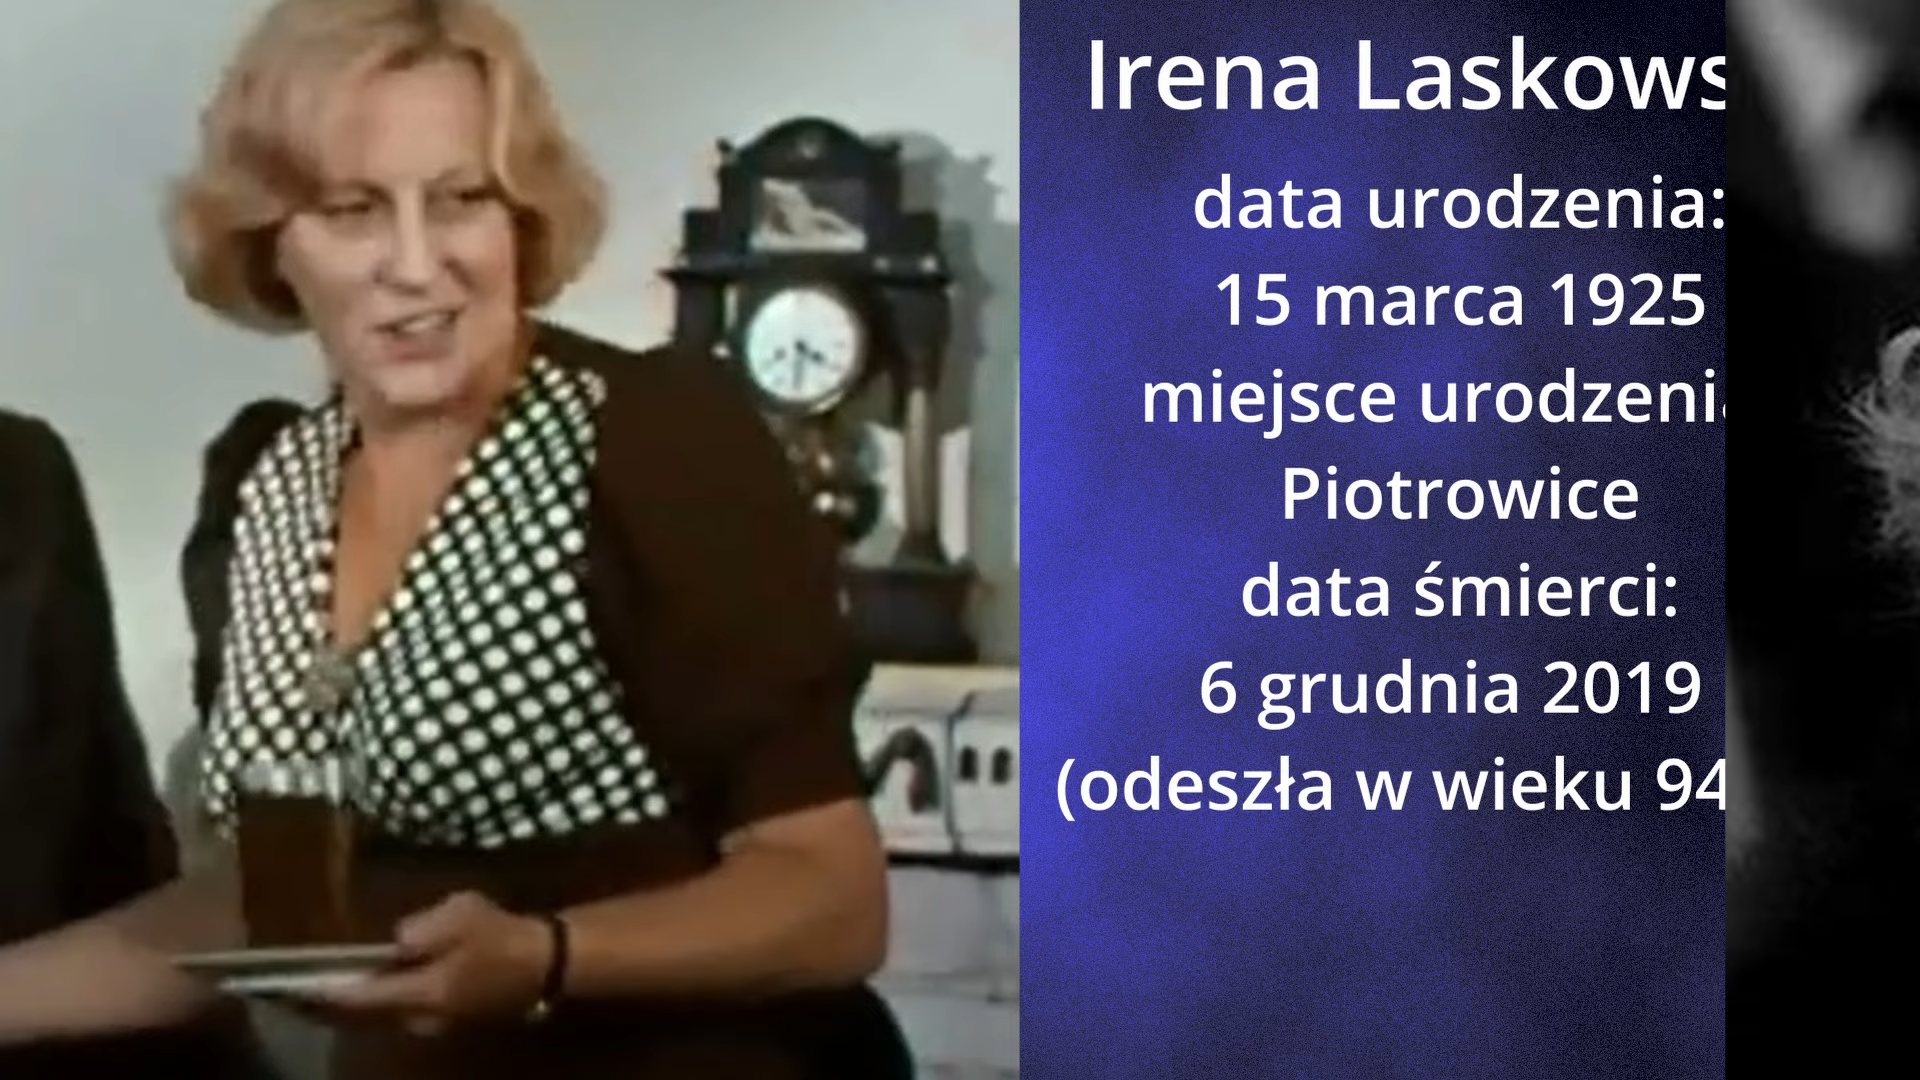 Irena Laskows
data urodzenia:
15 marca 1925
miejsce urodzeni
Piotrowice
data śmierci:
6 grudnia 2019
(odeszła w wieku 94